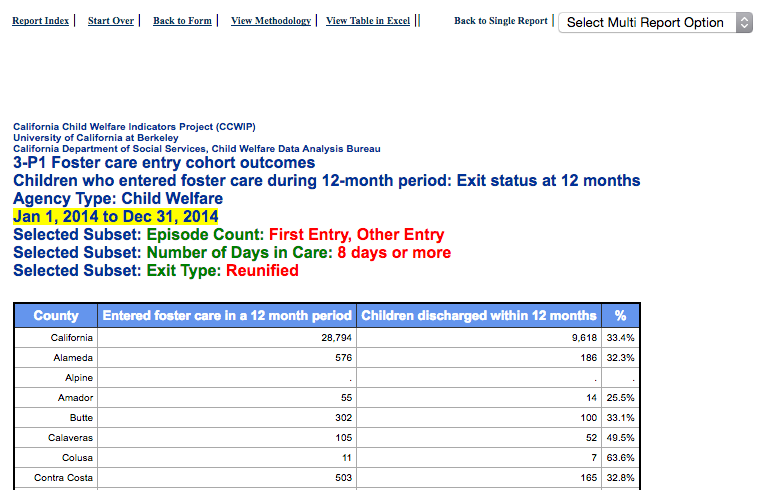 Report Index | Start Over | Back to Form | View Methodology | View Table in Excel || Back to Single Report | Select Multi Report Option
California Child Welfare Indicators Project (CCWIP)
University of California at Berkeley
California Department of Social Services, Child Welfare Data Analysis Bureau
3-P1 Foster care entry cohort outcomes
Children who entered foster care during 12-month period: Exit status at 12 months
Agency Type: Child Welfare
Jan 1, 2014 to Dec 31, 2014
Selected Subset: Episode Count: First Entry, Other Entry
Selected Subset: Number of Days in Care: 8 days or more
Selected Subset: Exit Type: Reunified
County Entered foster care in a 12 month period Children discharged within 12 months %
California 28,794 9,618 33.4%
Alameda 576 186 32.3%
Alpine . . .
Amador 55 14 25.5%
Butte 302 100 33.1%
Calaveras 105 52 49.5%
Colusa 11 7 63.6%
Contra Costa 503 165 32.8%